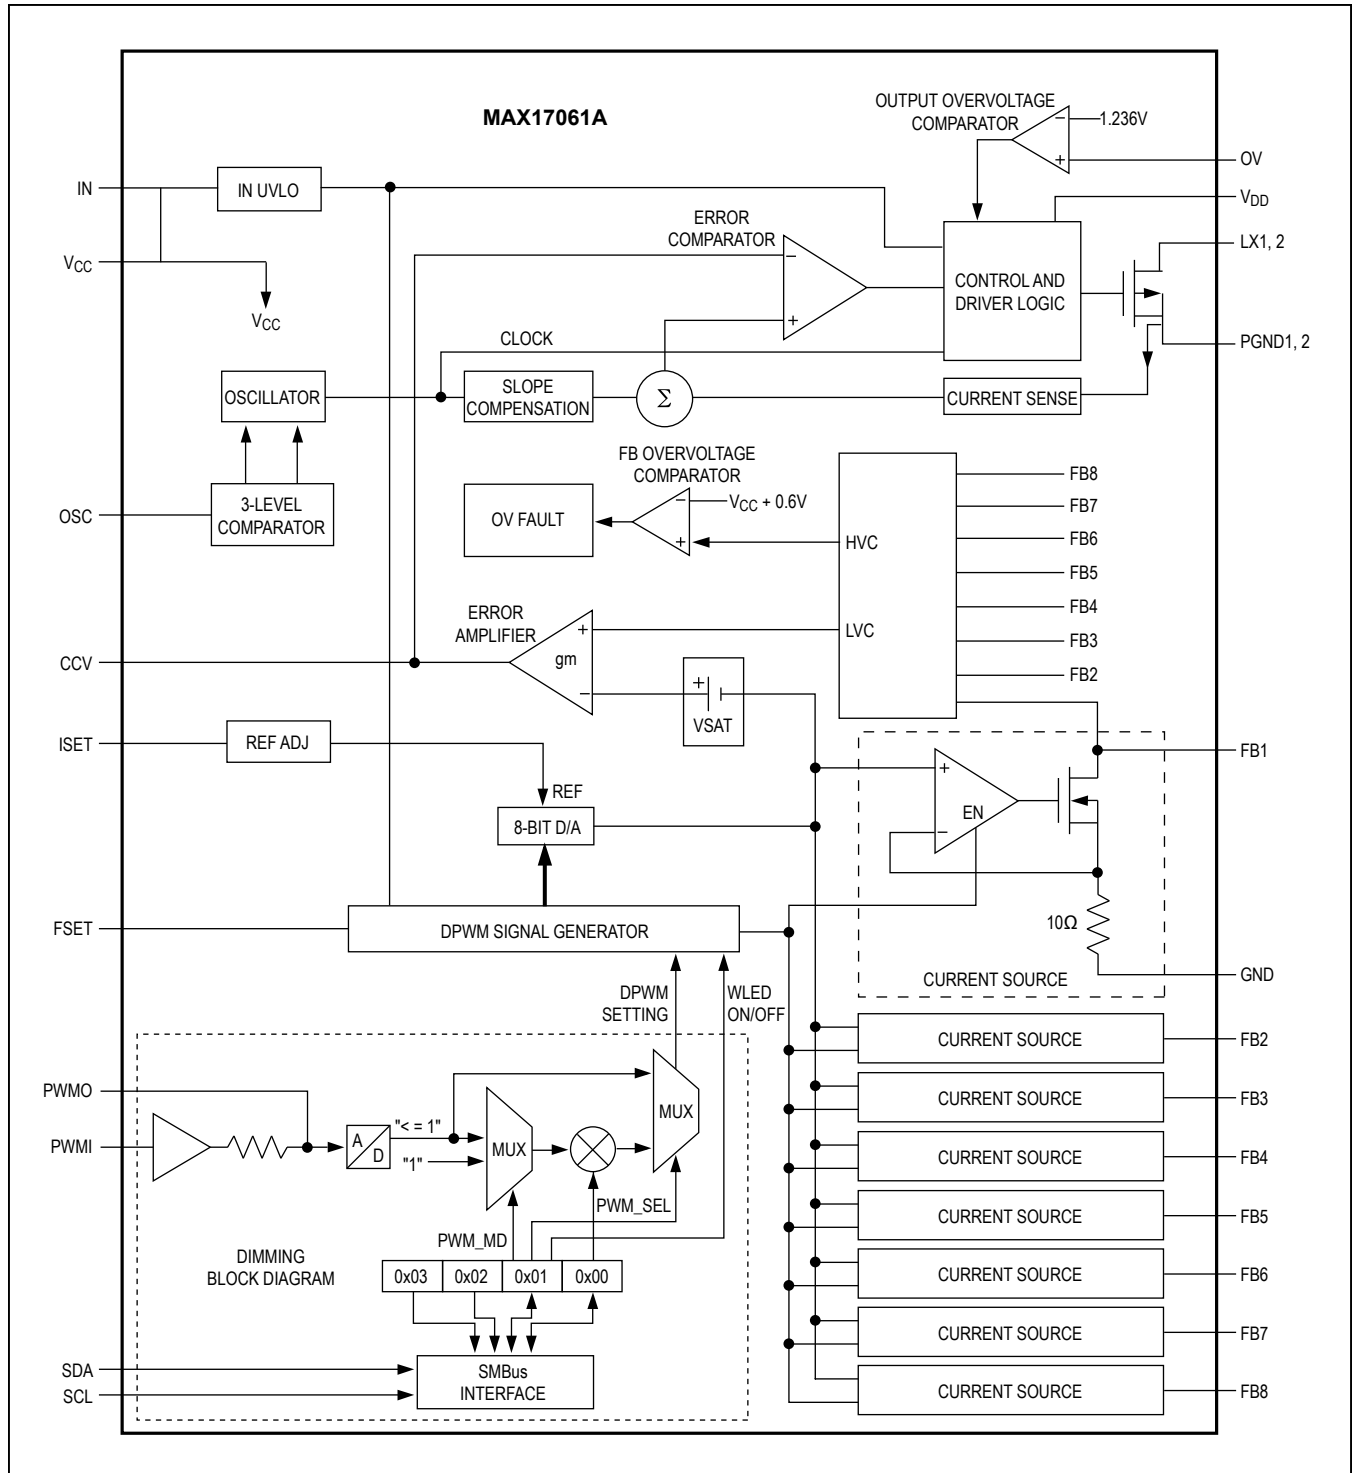 MAX17061A
OUTPUT OVERVOLTAGE
COMPARATOR
−
1.236V
+
OV
IN
IN UVLO
VDD
ERROR
COMPARATOR
−
+
LX1, 2
VCC
VCC
CONTROL AND
DRIVER LOGIC
CLOCK
PGND1, 2
OSCILLATOR
SLOPE
COMPENSATION
Σ
CURRENT SENSE
FB OVERVOLTAGE
COMPARATOR
OSC
3-LEVEL
COMPARATOR
OV FAULT
−
VCC + 0.6V
+
HVC
LVC
FB8
FB7
FB6
FB5
FB4
FB3
FB2
ERROR
AMPLIFIER
+
gm
−
CCV
+
VSAT
ISET
REF ADJ
REF
8-BIT D/A
FB1
+
EN
−
10Ω
CURRENT SOURCE
GND
FSET
DPWM SIGNAL GENERATOR
DPWM
SETTING
WLED
ON/OFF
PWMO
PWMI
A
D
"< = 1"
"1"
MUX
MUX
PWM_SEL
PWM_MD
DIMMING
BLOCK DIAGRAM
0x03
0x02
0x01
0x00
SDA
SCL
SMBus
INTERFACE
CURRENT SOURCE
FB2
CURRENT SOURCE
FB3
CURRENT SOURCE
FB4
CURRENT SOURCE
FB5
CURRENT SOURCE
FB6
CURRENT SOURCE
FB7
CURRENT SOURCE
FB8